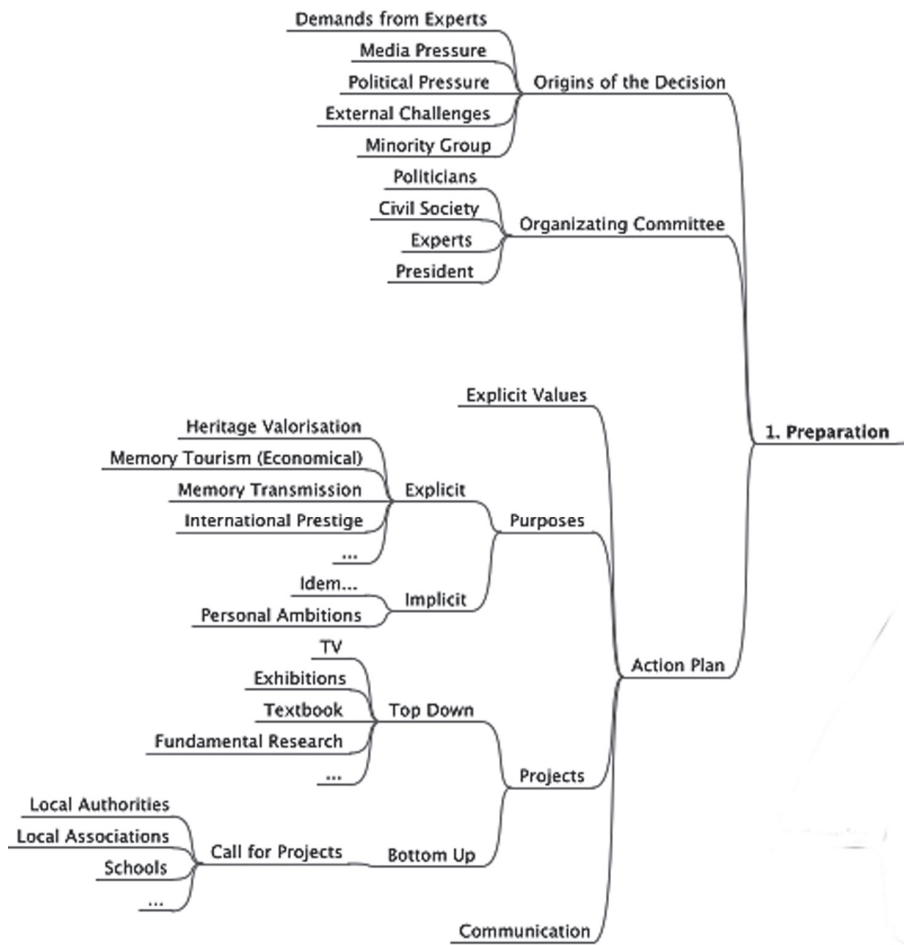 Demands from Experts
Media Pressure
Political Pressure
Origins of the Decision
External Challenges
Minority Group
Politicians
Civil Society
Organizating Committee
Experts
President
Explicit Values
Heritage Valorisation
1. Preparation
Memory Tourism (Economical)
Memory Transmission
Explicit
International Prestige
Purposes
...
Idem...
Implicit
Personal Ambitions
TV
Action Plan
Exhibitions
Textbook
Top Down
Fundamental Research
...
Projects
Local Authorities
Local Associations
Call for Projects
Bottom Up
Schools
...
Communication